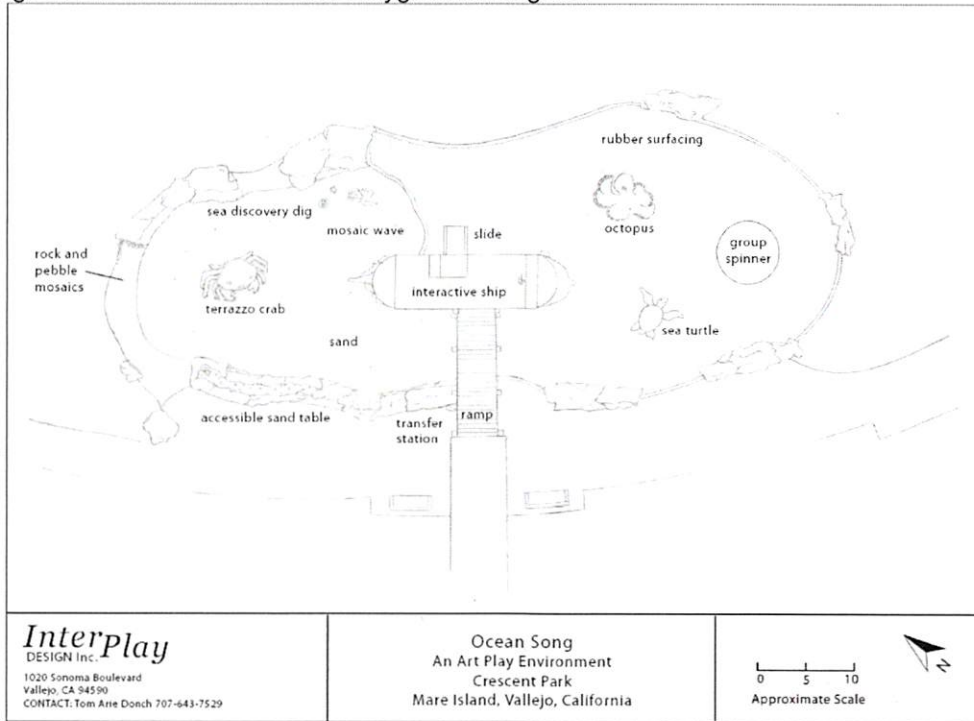 rubber surfacing
sea discovery dig
octopus
mosaic wave
slide
group
spinner
rock and
pebble
mosaics
interactive ship
terrazzo crab
sea turtle
sand
accessible sand table
ramp
transfer
station
InterPlay
DESIGN Inc.
1020 Sonoma Boulevard
Vallejo, CA 94590
CONTACT: Tom Arie Donch 707-643-7529
Ocean Song
An Art Play Environment
Crescent Park
Mare Island, Vallejo, California
0 5 10
Approximate Scale
N